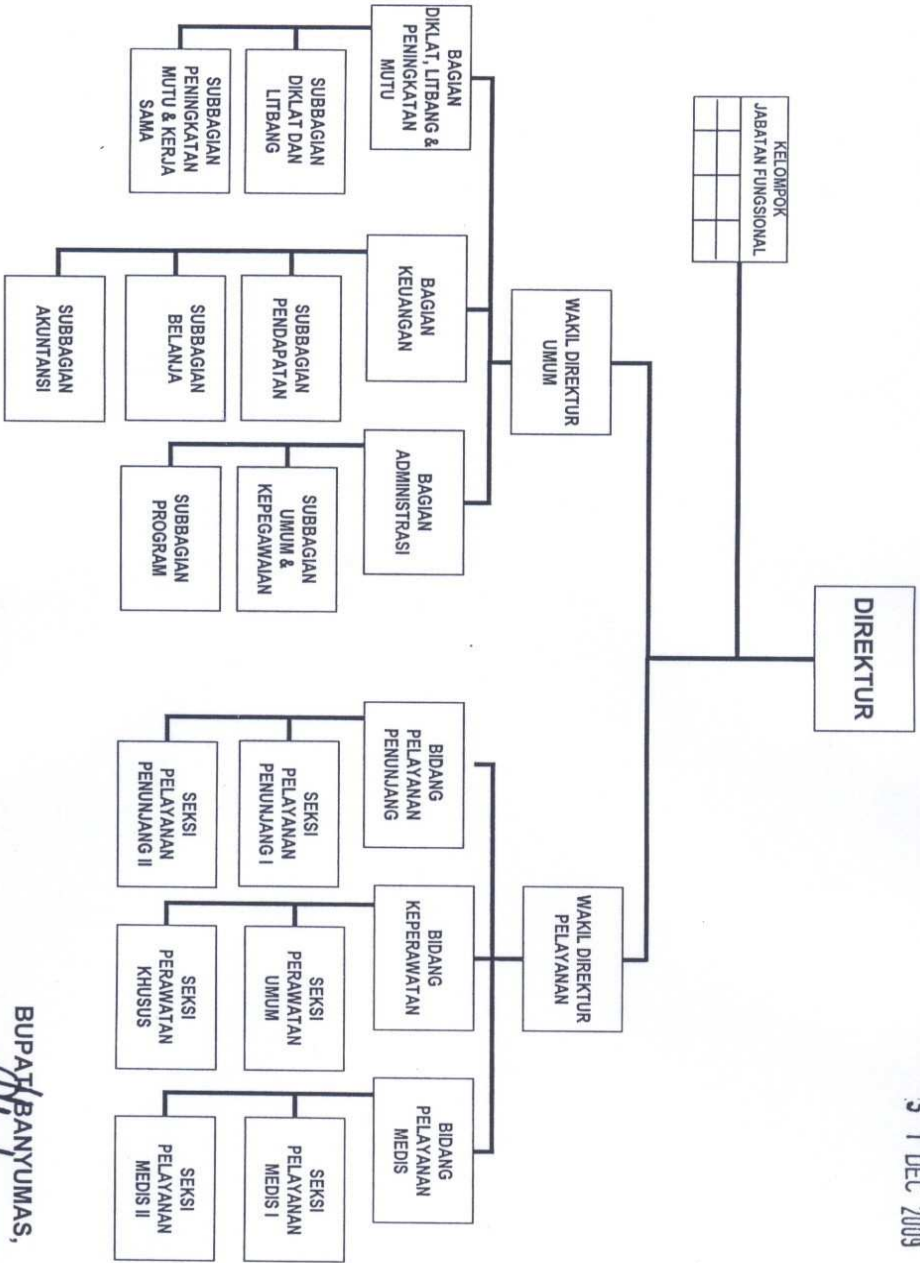 DEC 2009
DIREKTUR
KELOMPOK
JABATAN FUNGSIONAL
WAKIL DIREKTUR
UMUM
WAKIL DIREKTUR
PELAYANAN
BAGIAN
DIKLAT, LITBANG &
PENINGKATAN
MUTU
SUBBAGIAN
DIKLAT DAN
LITBANG
SUBBAGIAN
PENINGKATAN
MUTU & KERJA
SAMA
BAGIAN
KEUANGAN
SUBBAGIAN
PENDAPATAN
SUBBAGIAN
BELANJA
SUBBAGIAN
AKUNTANSI
BAGIAN
ADMINISTRASI
SUBBAGIAN
UMUM &
KEPEGAWAIAN
SUBBAGIAN
PROGRAM
BIDANG
PELAYANAN
PENUNJANG
SEKSI
PELAYANAN
PENUNJANG I
SEKSI
PELAYANAN
PENUNJANG II
BIDANG
KEPERAWATAN
SEKSI
PERAWATAN
UMUM
SEKSI
PERAWATAN
KHUSUS
BIDANG
PELAYANAN
MEDIS
SEKSI
PELAYANAN
MEDIS I
SEKSI
PELAYANAN
MEDIS II
BUPATI BANYUMAS,